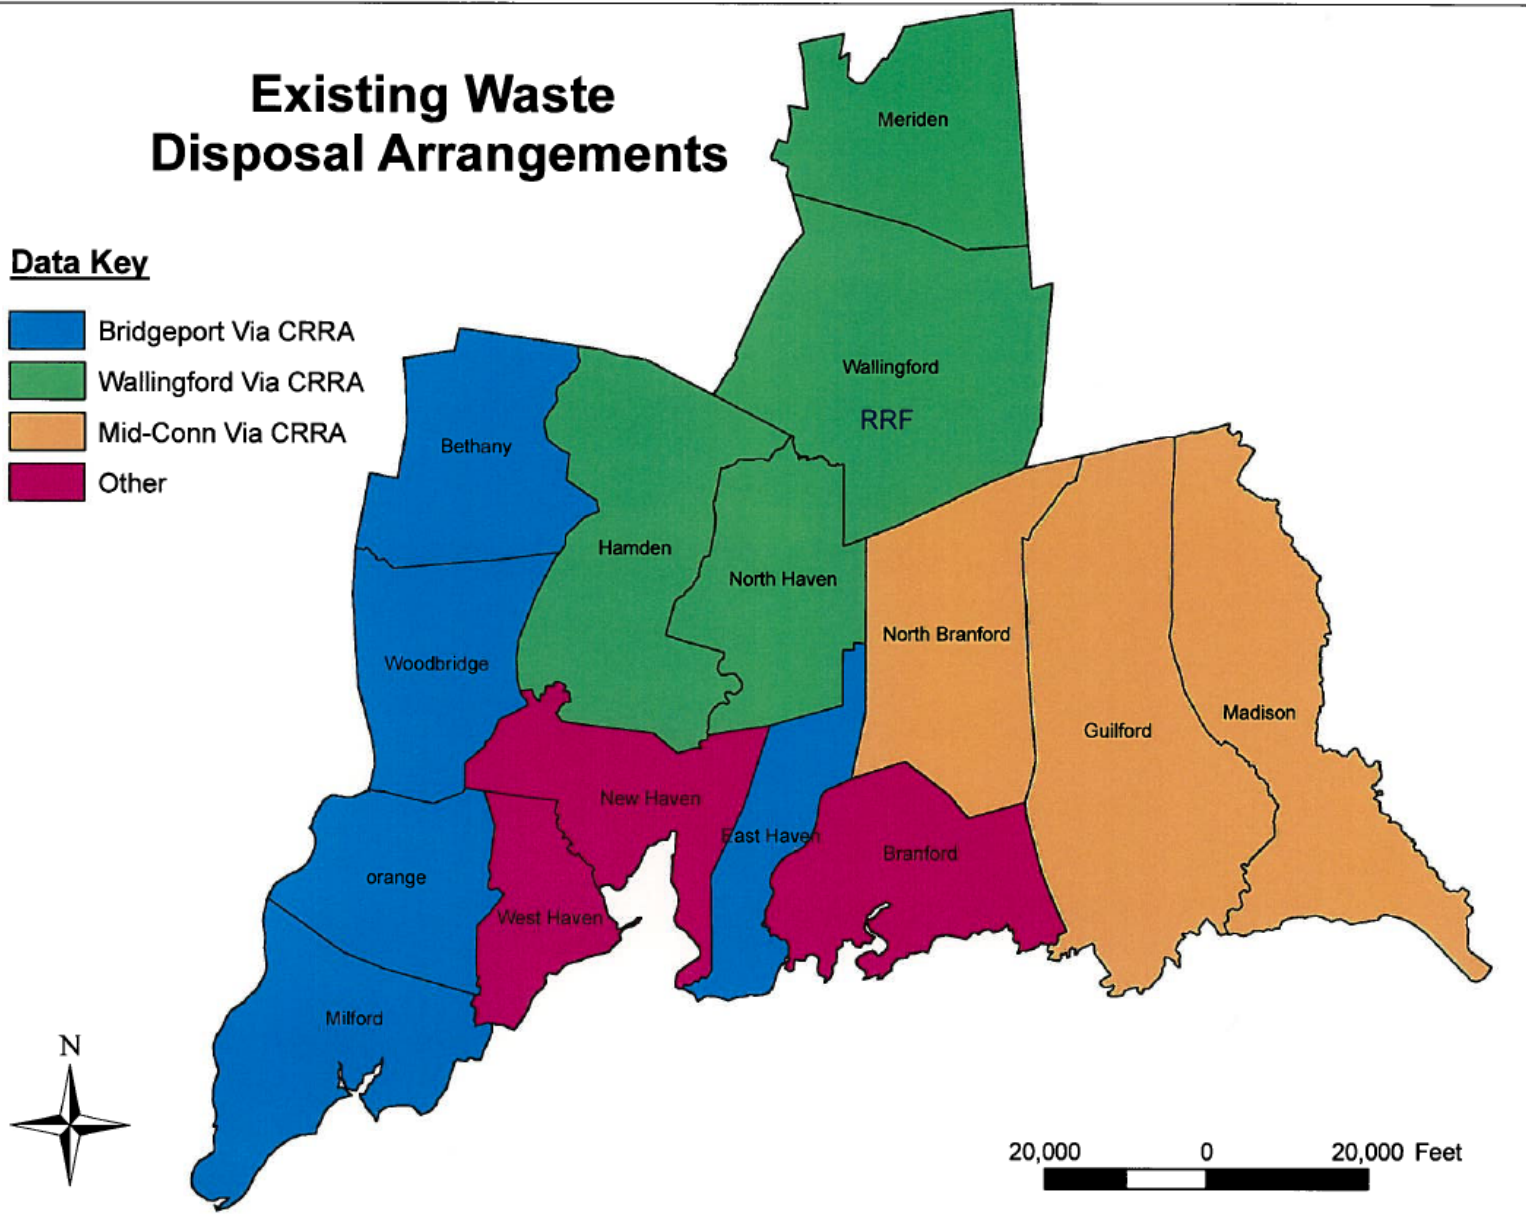 Existing Waste
Disposal Arrangements
Data Key
Bridgeport Via CRRA
Wallingford Via CRRA
Mid-Conn Via CRRA
Other
Meriden
Wallingford
RRF
Bethany
Hamden
North Haven
North Branford
Woodbridge
Madison
Guilford
New Haven
East Haven
Branford
orange
West Haven
Milford
N
20,000 0 20,000 Feet